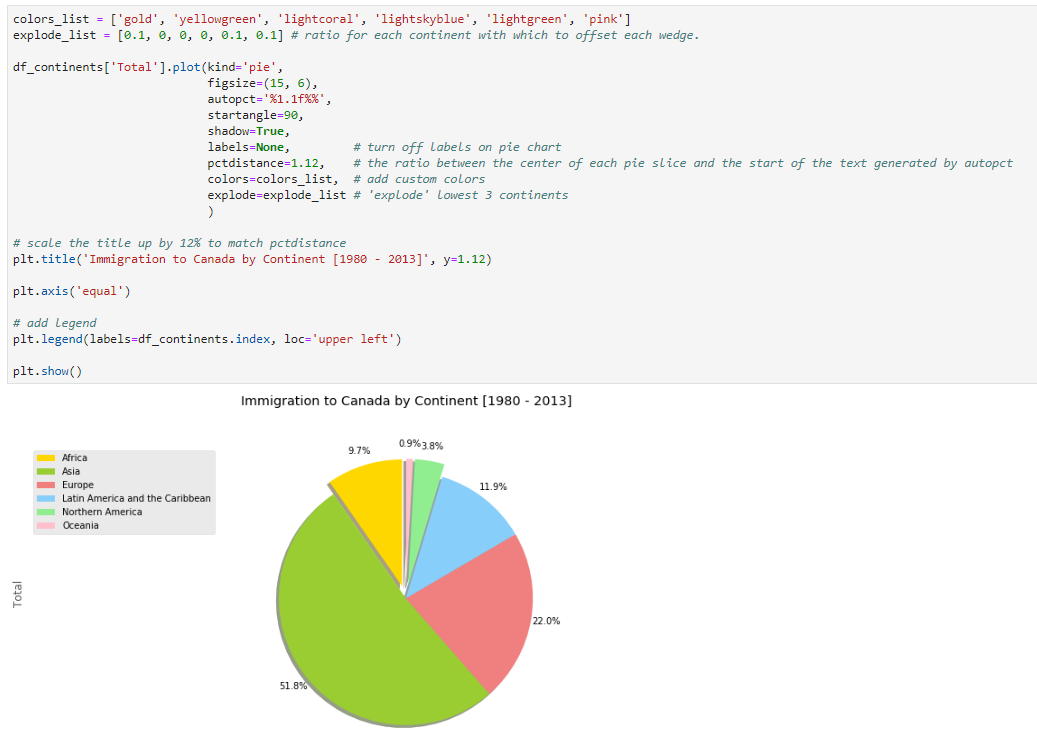 colors_list = ['gold', 'yellowgreen', 'lightcoral', 'lightskyblue', 'lightgreen', 'pink']
explode_list = [0.1, 0, 0, 0, 0.1, 0.1] # ratio for each continent with which to offset each wedge.
df_continents['Total'].plot(kind='pie',
figsize=(15, 6),
autopct='%1.1f%%',
startangle=90,
shadow=True,
labels=None, # turn off labels on pie chart
pctdistance=1.12, # the ratio between the center of each pie slice and the start of the text generated by autopct
colors=colors_list, # add custom colors
explode=explode_list # 'explode' lowest 3 continents
)
# scale the title up by 12% to match pctdistance
plt.title('Immigration to Canada by Continent [1980 - 2013]', y=1.12)
plt.axis('equal')
# add legend
plt.legend(labels=df_continents.index, loc='upper left')
plt.show()
Immigration to Canada by Continent [1980 - 2013]
Africa
Asia
Europe
Latin America and the Caribbean
Northern America
Oceania
Total
9.7%
0.9%
3.8%
11.9%
22.0%
51.8%